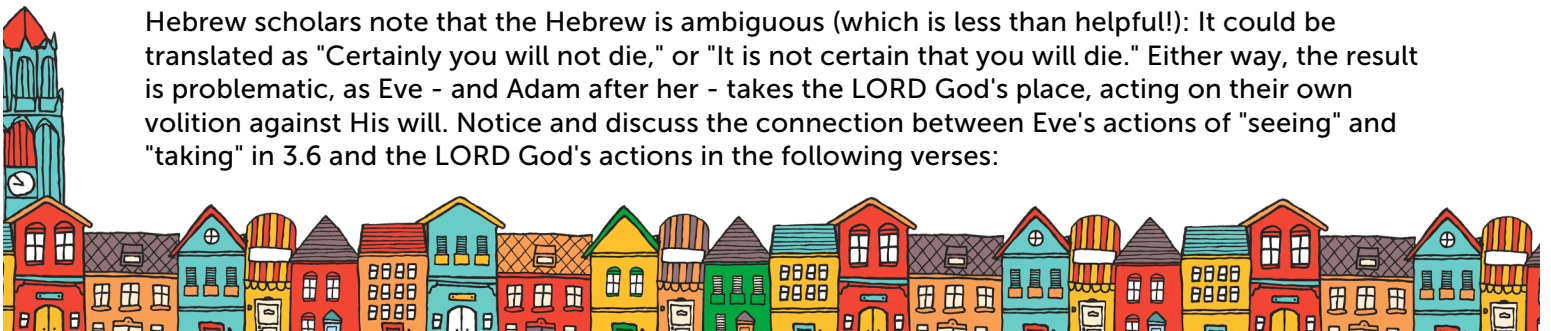 Hebrew scholars note that the Hebrew is ambiguous (which is less than helpful!): It could be
translated as "Certainly you will not die," or "It is not certain that you will die." Either way, the result
is problematic, as Eve - and Adam after her - takes the LORD God's place, acting on their own
volition against His will. Notice and discuss the connection between Eve's actions of "seeing" and
"taking" in 3.6 and the LORD God's actions in the following verses: